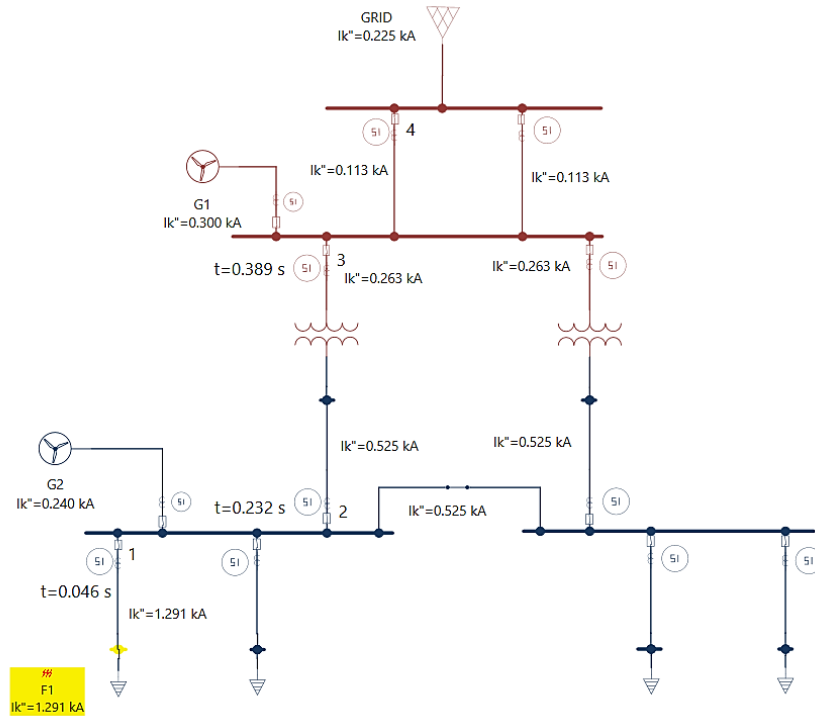 GRID
Ik"=0.225 kA
51
4
51
Ik"=0.113 kA
Ik"=0.113 kA
G1
Ik"=0.300 kA
51
t=0.389 s
51
3
Ik"=0.263 kA
Ik"=0.263 kA
51
Ik"=0.525 kA
Ik"=0.525 kA
G2
Ik"=0.240 kA
51
t=0.232 s
51
2
Ik"=0.525 kA
51
51
1
51
51
51
t=0.046 s
Ik"=1.291 kA
F1
Ik"=1.291 kA